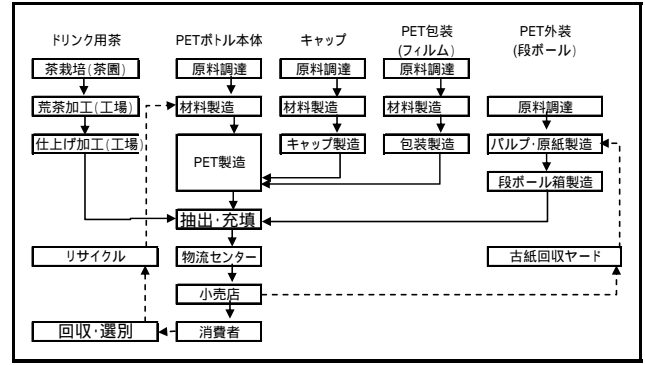 ドリンク用茶
PETボトル本体
キャップ
PET包装
(フィルム)
PET外装
(段ボール)
茶栽培(茶園)
原料調達
原料調達
原料調達
荒茶加工(工場)
材料製造
材料製造
材料製造
原料調達
仕上げ加工(工場)
PET製造
キャップ製造
包装製造
パルプ・原紙製造
段ボール箱製造
抽出・充填
リサイクル
物流センター
古紙回収ヤード
小売店
回収・選別
消費者